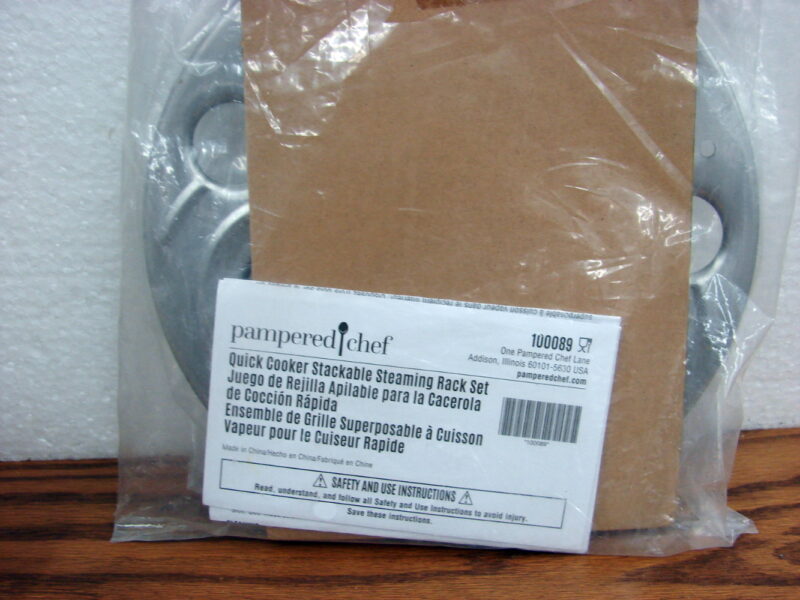 pampered chef
100089
One Pampered Chef Lane
Addison, Illinois 60101-5630 USA
pamperedchef.com
Quick Cooker Stackable Steaming Rack Set
Juego de Rejilla Apilable para la Cacerola
de Cocción Rápida
Ensemble de Grille Superposable à Cuisson
Vapeur pour le Cuiseur Rapide
*100089*
Made in China/Hecho en China/Fabriqué en Chine
SAFETY AND USE INSTRUCTIONS
Read, understand, and follow all Safety and Use Instructions to avoid injury.
Save these instructions.